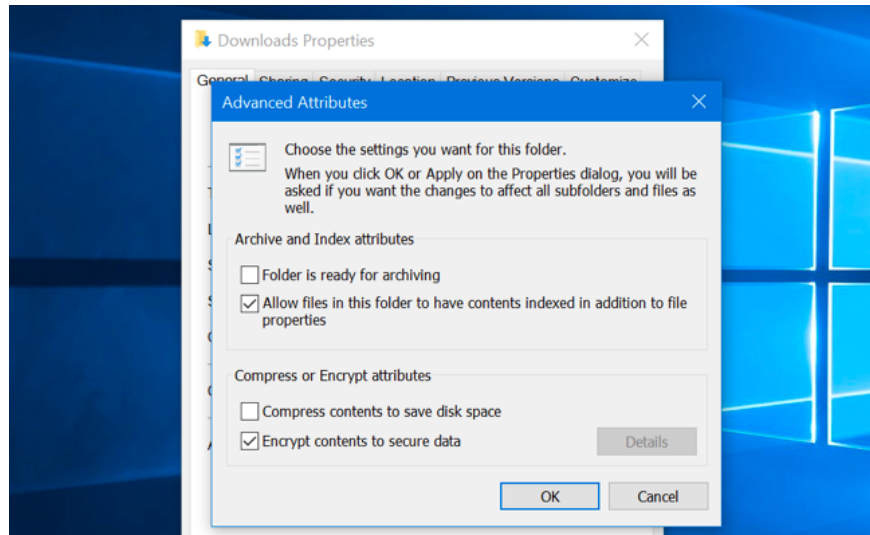 Downloads Properties
General Sharing Security Location Previous Versions Customize
Advanced Attributes
Choose the settings you want for this folder.
When you click OK or Apply on the Properties dialog, you will be
asked if you want the changes to affect all subfolders and files as
well.
Archive and Index attributes
Folder is ready for archiving
Allow files in this folder to have contents indexed in addition to file
properties
Compress or Encrypt attributes
Compress contents to save disk space
Encrypt contents to secure data
Details
OK Cancel